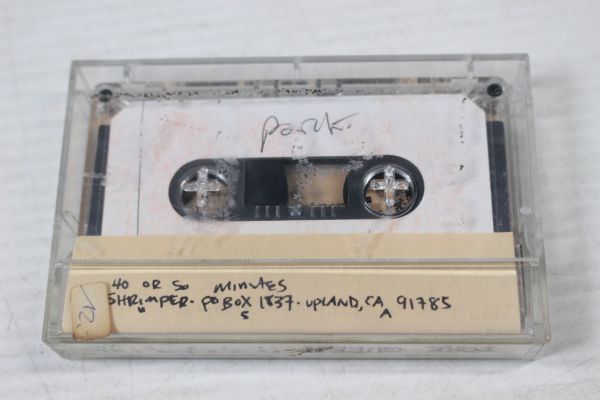 park.
40 OR SO MINUTES
SHRIMPER. PO BOX 1837. UPLAND, CA 91785
S A